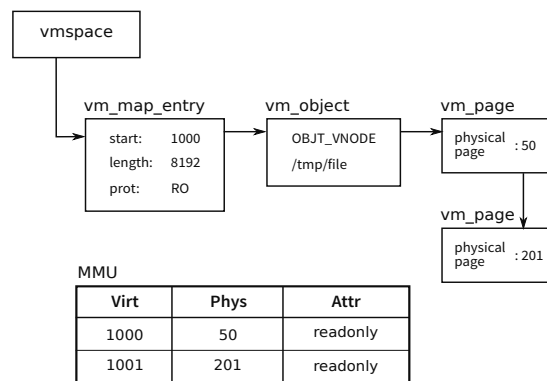 vmspace
vm_map_entry
start: 1000
length: 8192
prot: RO
vm_object
OBJT_VNODE
/tmp/file
vm_page
physical page : 50
vm_page
physical page : 201
MMU
Virt Phys Attr
1000 50 readonly
1001 201 readonly